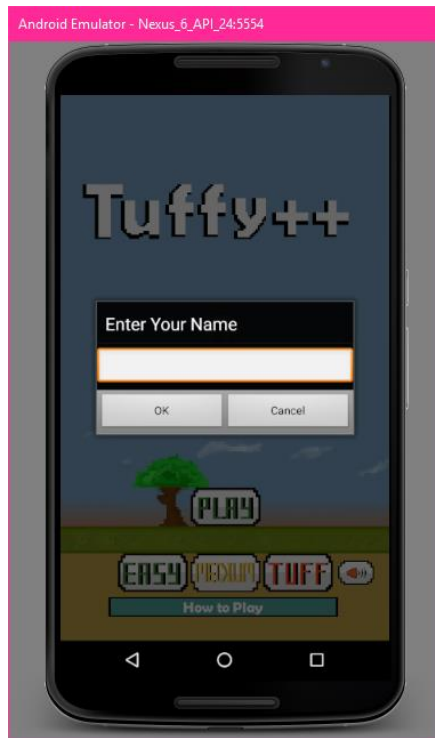 Android Emulator - Nexus_6_API_24:5554
Tuffy++
Enter Your Name
OK Cancel
PLAY
EASY MEDIUM TUFF
How to Play